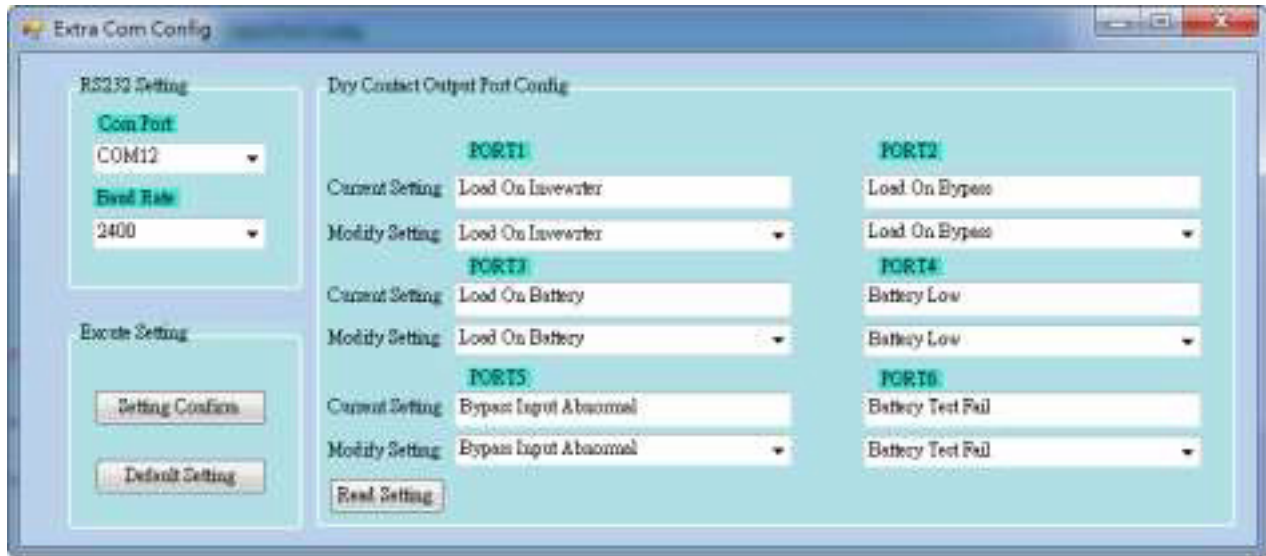 Extra Com Config
RS232 Setting
Com Port
COM12
Baud Rate
2400
Excute Setting
Setting Confirm
Default Setting
Dry Contact Output Port Config
PORT1 PORT2
Current Setting Load On Invewrter Load On Bypass
Modify Setting Load On Invewrter Load On Bypass
PORT3 PORT4
Current Setting Load On Battery Battery Low
Modify Setting Load On Battery Battery Low
PORT5 PORT6
Current Setting Bypass Input Abnormal Battery Test Fail
Modify Setting Bypass Input Abnormal Battery Test Fail
Read Setting